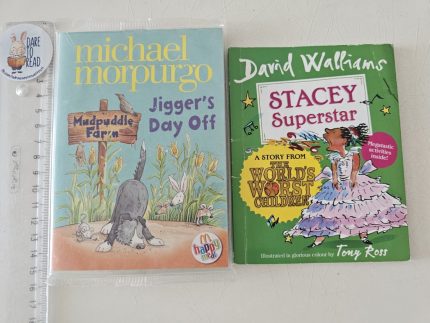 DARE
TO
READ
michael
morpurgo
Jigger's
Day Off
Mudpuddle
Farm
happy
meal
David Walliams
STACEY
Superstar
Megatastic
activities
inside!
A STORY FROM
THE
WORLD'S
WORST
CHILDREN
Illustrated in glorious colour by Tony Ross